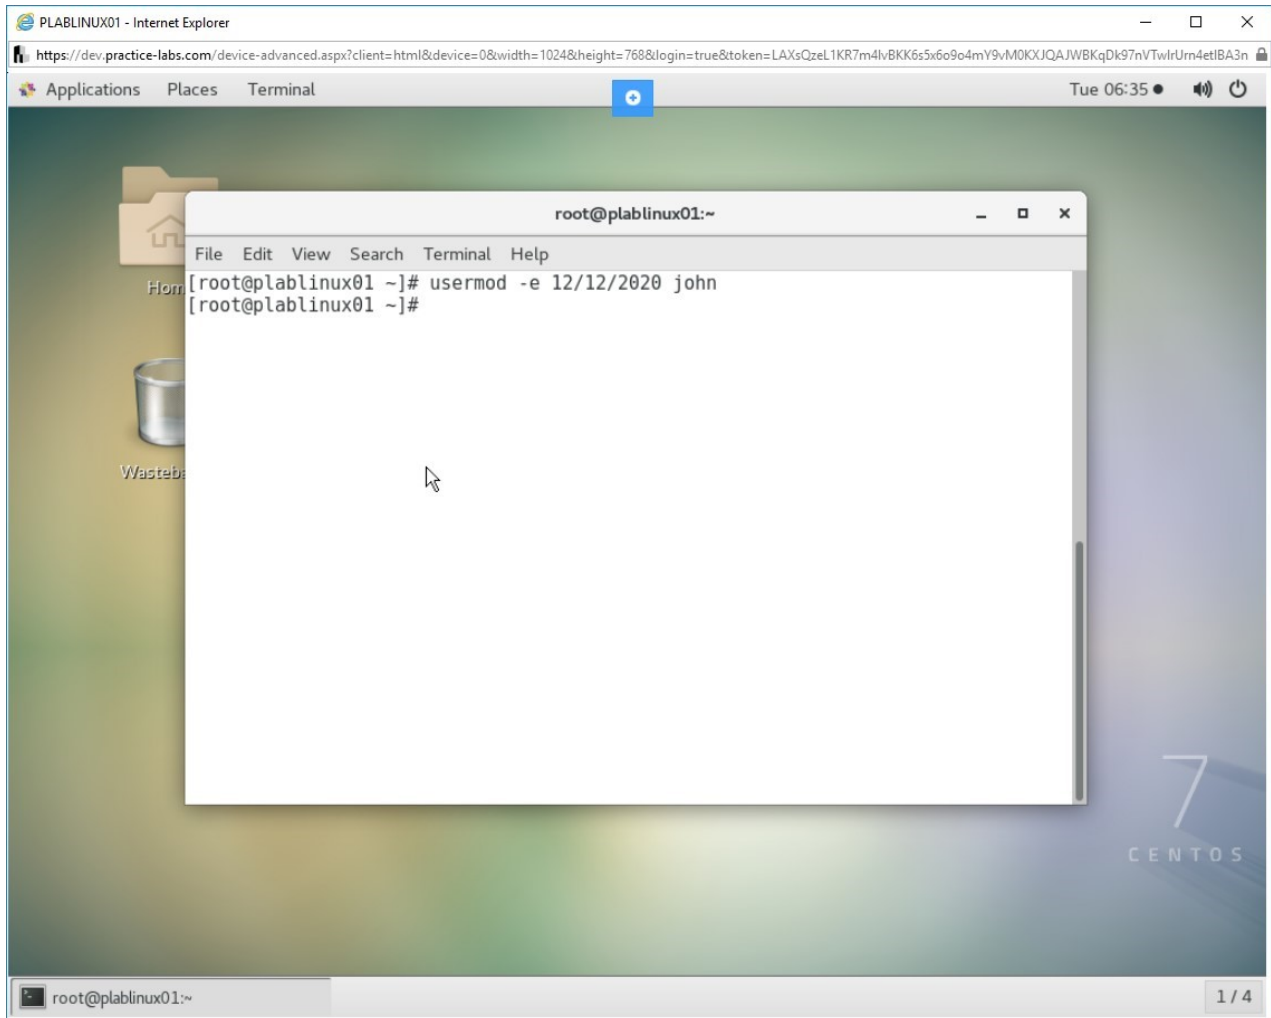 PLABLINUX01 - Internet Explorer
https://dev.practice-labs.com/device-advanced.aspx?client=html&device=0&width=1024&height=768&login=true&token=
Applications Places Terminal Tue 06:35
root@plablinux01:~
File Edit View Search Terminal Help
[root@plablinux01 ~]# usermod -e 12/12/2020 john
[root@plablinux01 ~]#
7
CENTOS
root@plablinux01:~
1 / 4